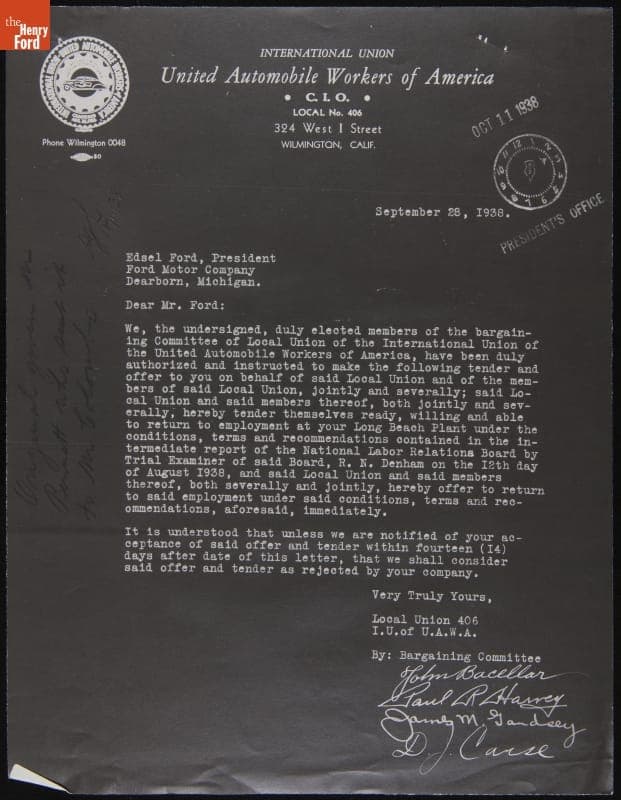 the
Henry
Ford
INTERNATIONAL UNION
United Automobile Workers of America
• C. I. O. •
LOCAL No. 406
324 West I Street
WILMINGTON, CALIF.
Phone Wilmington 0048
OCT 11 1938
PRESIDENT'S OFFICE
September 28, 1938.
Edsel Ford, President
Ford Motor Company
Dearborn, Michigan.
Dear Mr. Ford:
We, the undersigned, duly elected members of the bargain-
ing Committee of Local Union of the International Union of
the United Automobile Workers of America, have been duly
authorized and instructed to make the following tender and
offer to you on behalf of said Local Union and of the mem-
bers of said Local Union, jointly and severally; said Lo-
cal Union and said members thereof, both jointly and sev-
erally, hereby tender themselves ready, willing and able
to return to employment at your Long Beach Plant under the
conditions, terms and recommendations contained in the in-
termediate report of the National Labor Relations Board by
Trial Examiner of said Board, R. N. Denham on the 12th day
of August 1938, and said Local Union and said members
thereof, both severally and jointly, hereby offer to return
to said employment under said conditions, terms and rec-
ommendations, aforesaid, immediately.
It is understood that unless we are notified of your ac-
ceptance of said offer and tender within fourteen (14)
days after date of this letter, that we shall consider
said offer and tender as rejected by your company.
Very Truly Yours,
Local Union 406
I.U.of U.A.W.A.
By: Bargaining Committee
John Bacellar
Paul R Harvey
James M. Gandsey
D. J. Carse